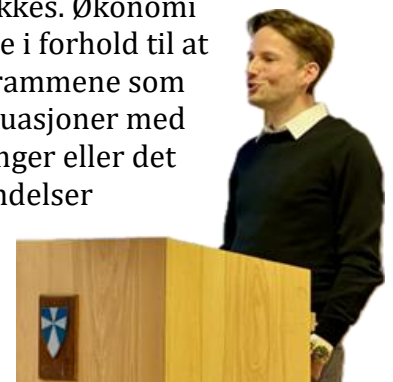 kkes. Økonomi
e i forhold til at
rammene som
uasjoner med
nger eller det
ndelser